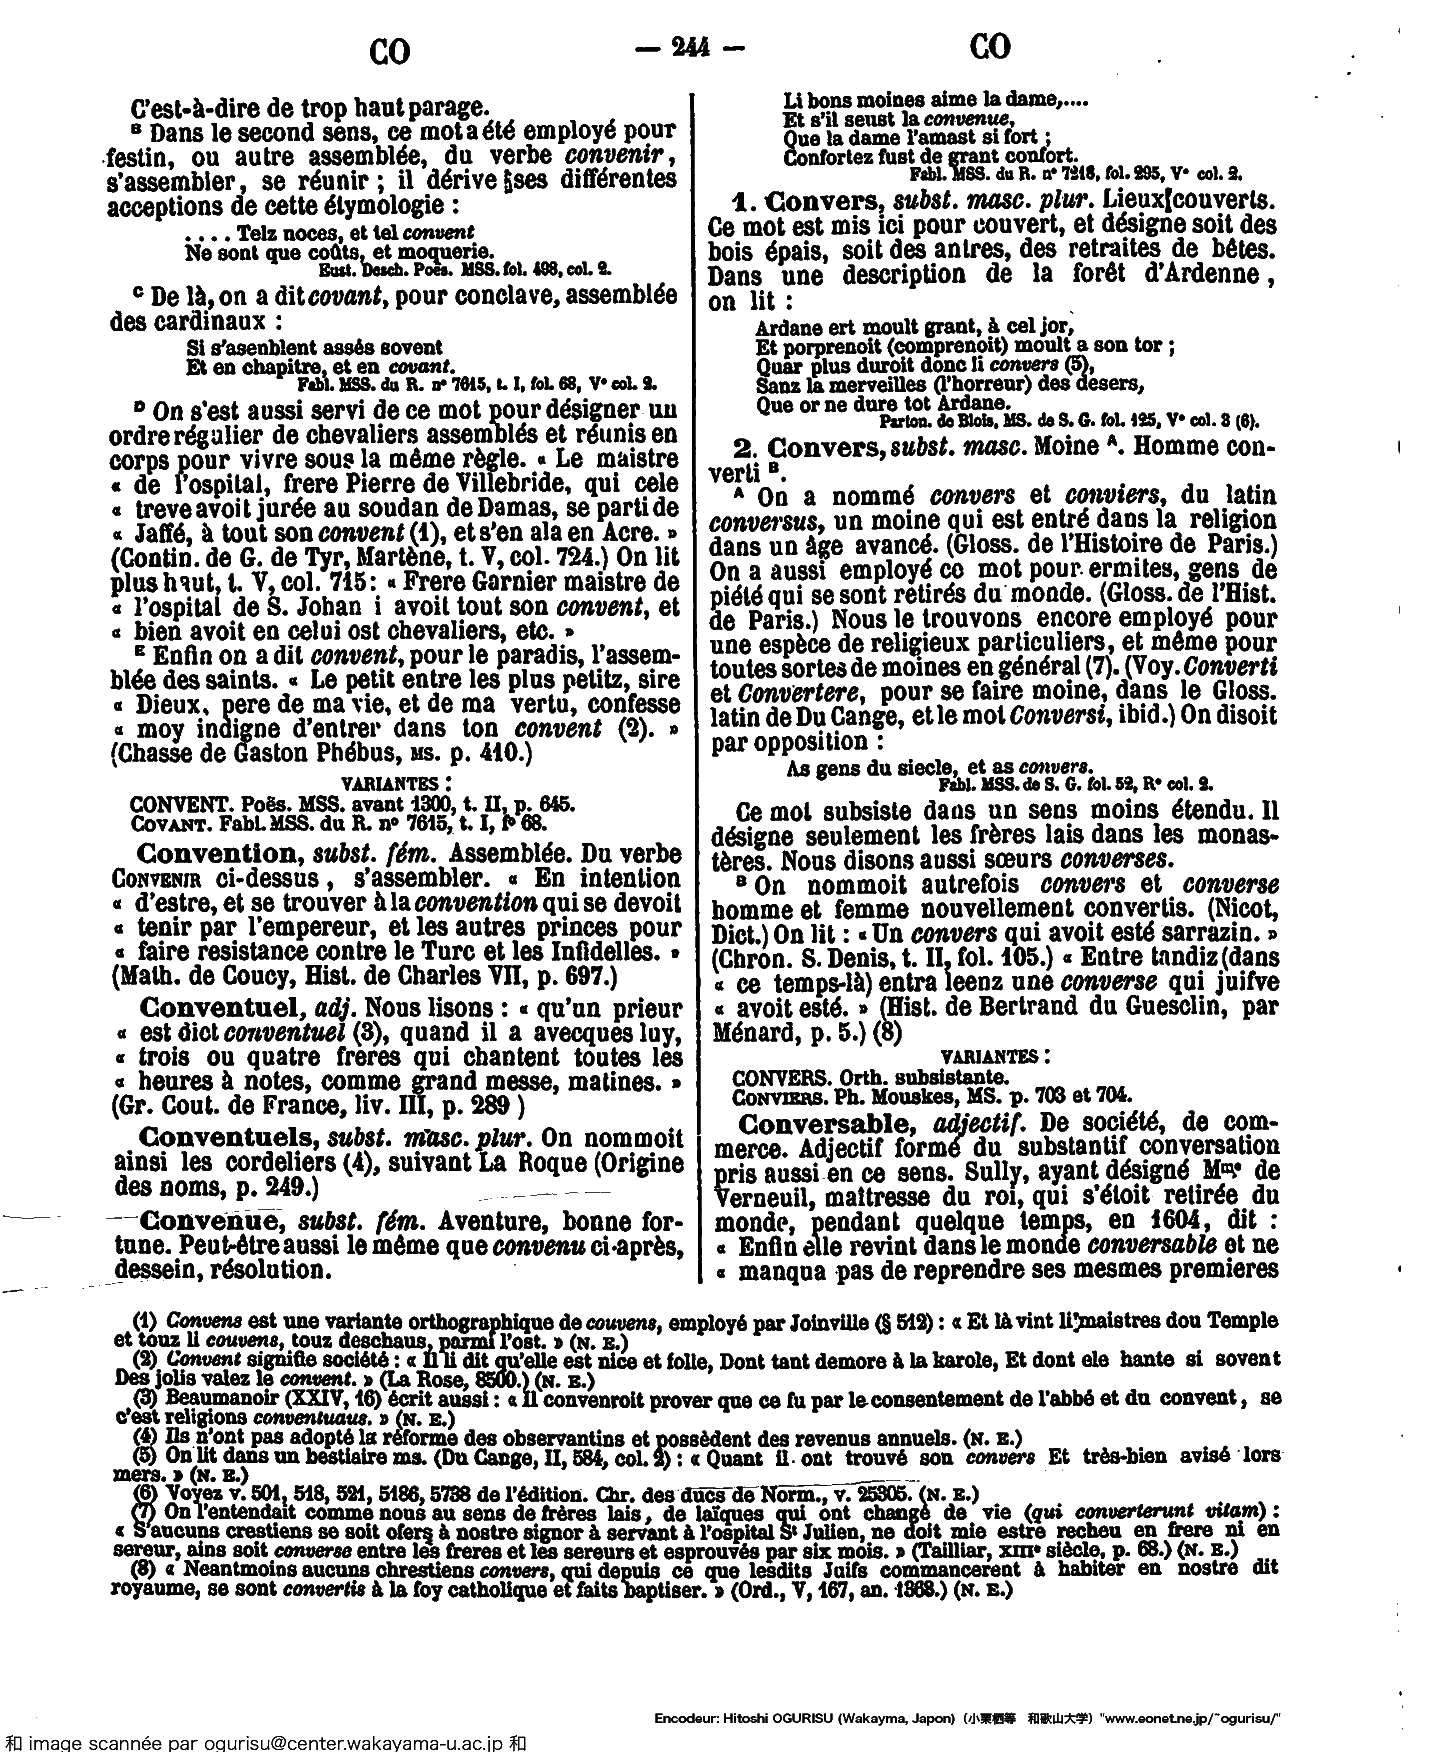 CO
— 244 —
CO
C'est-à-dire de trop haut parage.
ᴮ Dans le second sens, ce mot a été employé pour
festin, ou autre assemblée, du verbe convenir,
s'assembler, se réunir ; il dérive ses différentes
acceptions de cette étymologie :
.... Telz noces, et tel convent
Ne sont que coûts, et moquerie.
Eust. Desch. Poës. MSS. fol. 498, col. 2.
ᶜ De là, on a dit covant, pour conclave, assemblée
des cardinaux :
Si s'asenblent assés sovent
Et en chapitre, et en covant.
Fabl. MSS. du R. nº 7615, t. I, fol. 68, Vº col. 2.
ᴰ On s'est aussi servi de ce mot pour désigner un
ordre régulier de chevaliers assemblés et réunis en
corps pour vivre sous la même règle. « Le maistre
« de l'ospital, frere Pierre de Villebride, qui cele
« treve avoit jurée au soudan de Damas, se parti de
« Jaffé, à tout son convent (1), et s'en ala en Acre. »
(Contin. de G. de Tyr, Martène, t. V, col. 724.) On lit
plus haut, t. V, col. 715 : « Frere Garnier maistre de
« l'ospital de S. Johan i avoit tout son convent, et
« bien avoit en celui ost chevaliers, etc. »
ᴱ Enfin on a dit convent, pour le paradis, l'assem-
blée des saints. « Le petit entre les plus petitz, sire
« Dieux, pere de ma vie, et de ma vertu, confesse
« moy indigne d'entrer dans ton convent (2). »
(Chasse de Gaston Phébus, MS. p. 410.)
VARIANTES :
CONVENT. Poës. MSS. avant 1300, t. II, p. 645.
COVANT. Fabl. MSS. du R. nº 7615, t. I, fº 68.
Convention, subst. fém. Assemblée. Du verbe
CONVENIR ci-dessus, s'assembler. « En intention
« d'estre, et se trouver à la convention qui se devoit
« tenir par l'empereur, et les autres princes pour
« faire resistance contre le Turc et les Infidelles. »
(Math. de Coucy, Hist. de Charles VII, p. 697.)
Conventuel, adj. Nous lisons : « qu'un prieur
« est dict conventuel (3), quand il a avecques luy,
« trois ou quatre freres qui chantent toutes les
« heures à notes, comme grand messe, matines. »
(Gr. Cout. de France, liv. III, p. 289 )
Conventuels, subst. masc. plur. On nommoit
ainsi les cordeliers (4), suivant La Roque (Origine
des noms, p. 249.)
Convenue, subst. fém. Aventure, bonne for-
tune. Peut-être aussi le même que convenu ci-après,
dessein, résolution.
Li bons moines aime la dame,....
Et s'il seust la convenue,
Que la dame l'amast si fort ;
Confortez fust de grant confort.
Fabl. MSS. du R. nº 7218, fol. 295, Vº col. 2.
1. Convers, subst. masc. plur. Lieux couverts.
Ce mot est mis ici pour couvert, et désigne soit des
bois épais, soit des antres, des retraites de bêtes.
Dans une description de la forêt d'Ardenne,
on lit :
Ardane ert moult grant, à cel jor,
Et porprenoit (comprenoit) moult a son tor ;
Quar plus duroit donc li convers (5),
Sanz la merveilles (l'horreur) des desers,
Que or ne dure tot Ardane.
Parton. de Blois, MS. de S. G. fol. 125, Vº col. 3 (6).
2. Convers, subst. masc. Moine ᴬ. Homme con-
verti ᴮ.
ᴬ On a nommé convers et conviers, du latin
conversus, un moine qui est entré dans la religion
dans un âge avancé. (Gloss. de l'Histoire de Paris.)
On a aussi employé ce mot pour ermites, gens de
piété qui se sont retirés du monde. (Gloss. de l'Hist.
de Paris.) Nous le trouvons encore employé pour
une espèce de religieux particuliers, et même pour
toutes sortes de moines en général (7). (Voy. Converti
et Convertere, pour se faire moine, dans le Gloss.
latin de Du Cange, et le mot Conversi, ibid.) On disoit
par opposition :
As gens du siecle, et as convers.
Fabl. MSS. de S. G. fol. 52, Rº col. 2.
Ce mot subsiste dans un sens moins étendu. Il
désigne seulement les frères lais dans les monas-
tères. Nous disons aussi sœurs converses.
ᴮ On nommoit autrefois convers et converse
homme et femme nouvellement convertis. (Nicot,
Dict.) On lit : « Un convers qui avoit esté sarrazin. »
(Chron. S. Denis, t. II, fol. 105.) « Entre tandiz (dans
« ce temps-là) entra leenz une converse qui juifve
« avoit esté. » (Hist. de Bertrand du Guesclin, par
Ménard, p. 5.) (8)
VARIANTES :
CONVERS. Orth. subsistante.
CONVIERS. Ph. Mouskes, MS. p. 703 et 704.
Conversable, adjectif. De société, de com-
merce. Adjectif formé du substantif conversation
pris aussi en ce sens. Sully, ayant désigné Mᵐᵉ de
Verneuil, maîtresse du roi, qui s'étoit retirée du
monde, pendant quelque temps, en 1604, dit :
« Enfin elle revint dans le monde conversable et ne
« manqua pas de reprendre ses mesmes premieres
(1) Convens est une variante orthographique de couvens, employé par Joinville (§ 512) : « Et là vint li maistres dou Temple
et touz li couvens, touz deschaus, parmi l'ost. » (N. E.)
(2) Convent signifie société : « Il li dit qu'elle est nice et folle, Dont tant demore à la karole, Et dont ele hante si sovent
Des jolis valez le convent. » (La Rose, 8500.) (N. E.)
(3) Beaumanoir (XXIV, 16) écrit aussi : « Il convenroit prover que ce fu par le consentement de l'abbé et du convent, se
c'est religions conventuaus. » (N. E.)
(4) Ils n'ont pas adopté la réforme des observantins et possèdent des revenus annuels. (N. E.)
(5) On lit dans un bestiaire ms. (Du Cange, II, 584, col. 2) : « Quant il ont trouvé son convers Et très-bien avisé lors
mers. » (N. E.)
(6) Voyez v. 501, 518, 521, 5186, 5738 de l'édition. Chr. des ducs de Norm., v. 25305. (N. E.)
(7) On l'entendait comme nous au sens de frères lais, de laïques qui ont changé de vie (qui converterunt vitam) :
« S'aucuns crestiens se soit ofers à nostre signor à servant à l'ospital Sᵗ Julien, ne doit mie estre recheu en frere ni en
sereur, ains soit converse entre les freres et les sereurs et esprouvés par six mois. » (Tailliar, XIIIᵉ siècle, p. 68.) (N. E.)
(8) « Neantmoins aucuns chrestiens convers, qui depuis ce que lesdits Juifs commancerent à habiter en nostre dit
royaume, se sont convertis à la foy catholique et faits baptiser. » (Ord., V, 167, an. 1368.) (N. E.)
Encodeur: Hitoshi OGURISU (Wakayma, Japon) (小栗栖等 和歌山大学) "www.eonet.ne.jp/~ogurisu/"
和 image scannée par ogurisu@center.wakayama-u.ac.jp 和